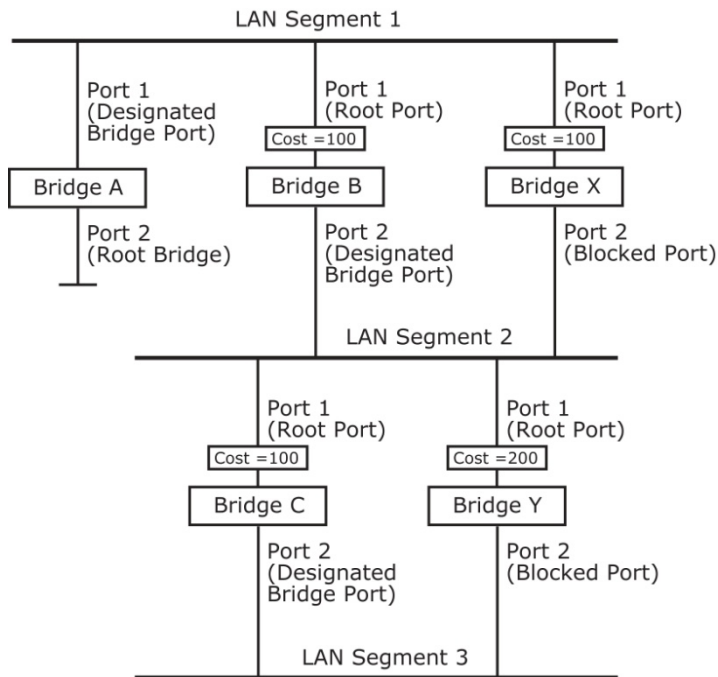 LAN Segment 1
Port 1
(Designated
Bridge Port)
Port 1
(Root Port)
Port 1
(Root Port)
Cost =100
Cost =100
Bridge A
Bridge B
Bridge X
Port 2
(Root Bridge)
Port 2
(Designated
Bridge Port)
Port 2
(Blocked Port)
LAN Segment 2
Port 1
(Root Port)
Port 1
(Root Port)
Cost =100
Cost =200
Bridge C
Bridge Y
Port 2
(Designated
Bridge Port)
Port 2
(Blocked Port)
LAN Segment 3